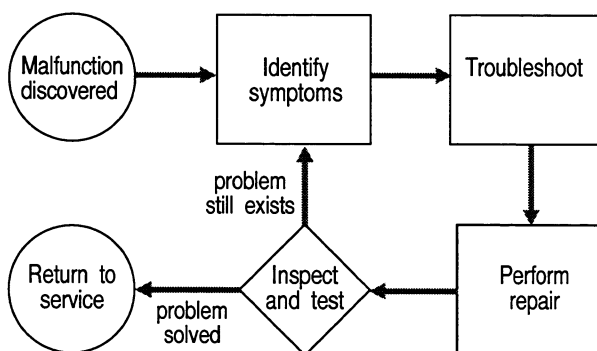 Malfunction
discovered
Identify
symptoms
Troubleshoot
problem
still exists
Return to
service
problem
solved
Inspect
and test
Perform
repair